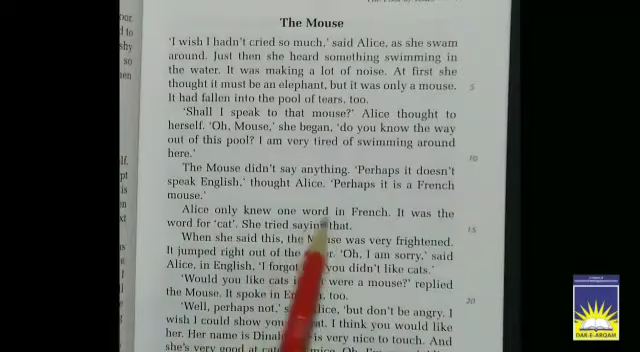 The Mouse
'I wish I hadn't cried so much,' said Alice, as she swam
around. Just then she heard something swimming in
the water. It was making a lot of noise. At first she
thought it must be an elephant, but it was only a mouse.
5
It had fallen into the pool of tears, too.
'Shall I speak to that mouse?' Alice thought to
herself. 'Oh, Mouse,' she began, 'do you know the way
out of this pool? I am very tired of swimming around
here.'
10
The Mouse didn't say anything. 'Perhaps it doesn't
speak English,' thought Alice. 'Perhaps it is a French
mouse.'
Alice only knew one word in French. It was the
word for 'cat'. She tried saying that.
15
When she said this, the Mouse was very frightened.
It jumped right out of the. 'Oh, I am sorry,' said
Alice, in English, 'I forgot you didn't like cats.'
'Would you like cats if were a mouse?' replied
the Mouse. It spoke in, too.
20
'Well, perhaps not,' Alice, 'but don't be angry. I
wish I could show you. I think you would like
her. Her name is is very nice to touch. And
she's very good at
DAR-E-ARQAM